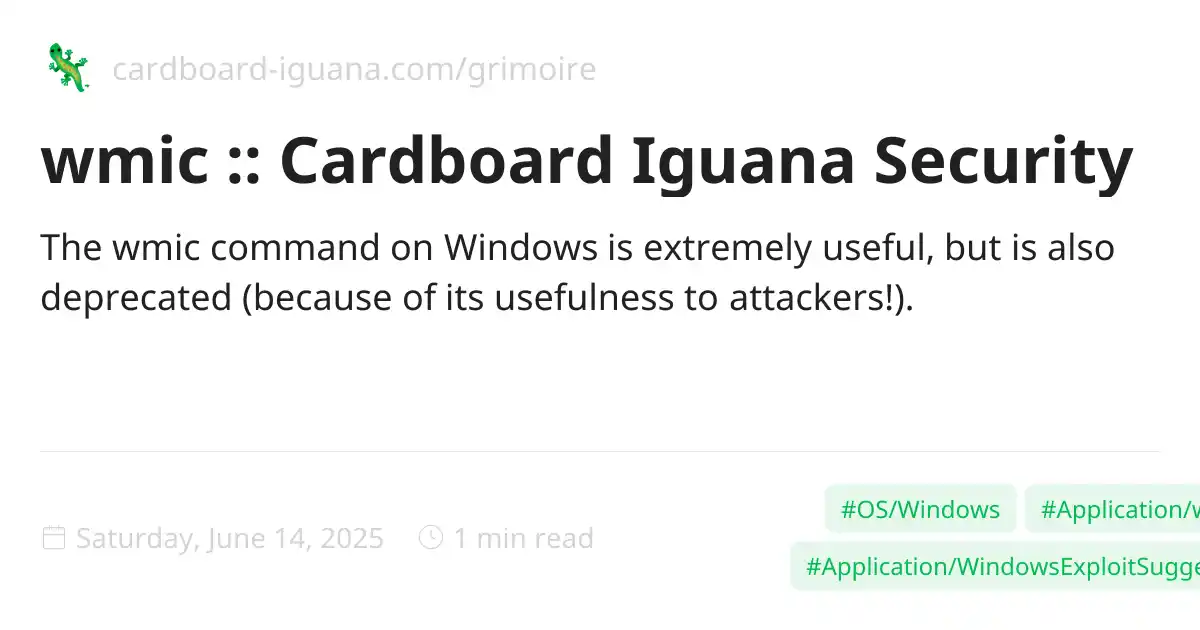 cardboard-iguana.com/grimoire
wmic :: Cardboard Iguana Security
The wmic command on Windows is extremely useful, but is also
deprecated (because of its usefulness to attackers!).
#OS/Windows #Application/w
Saturday, June 14, 2025 1 min read
#Application/WindowsExploitSugge